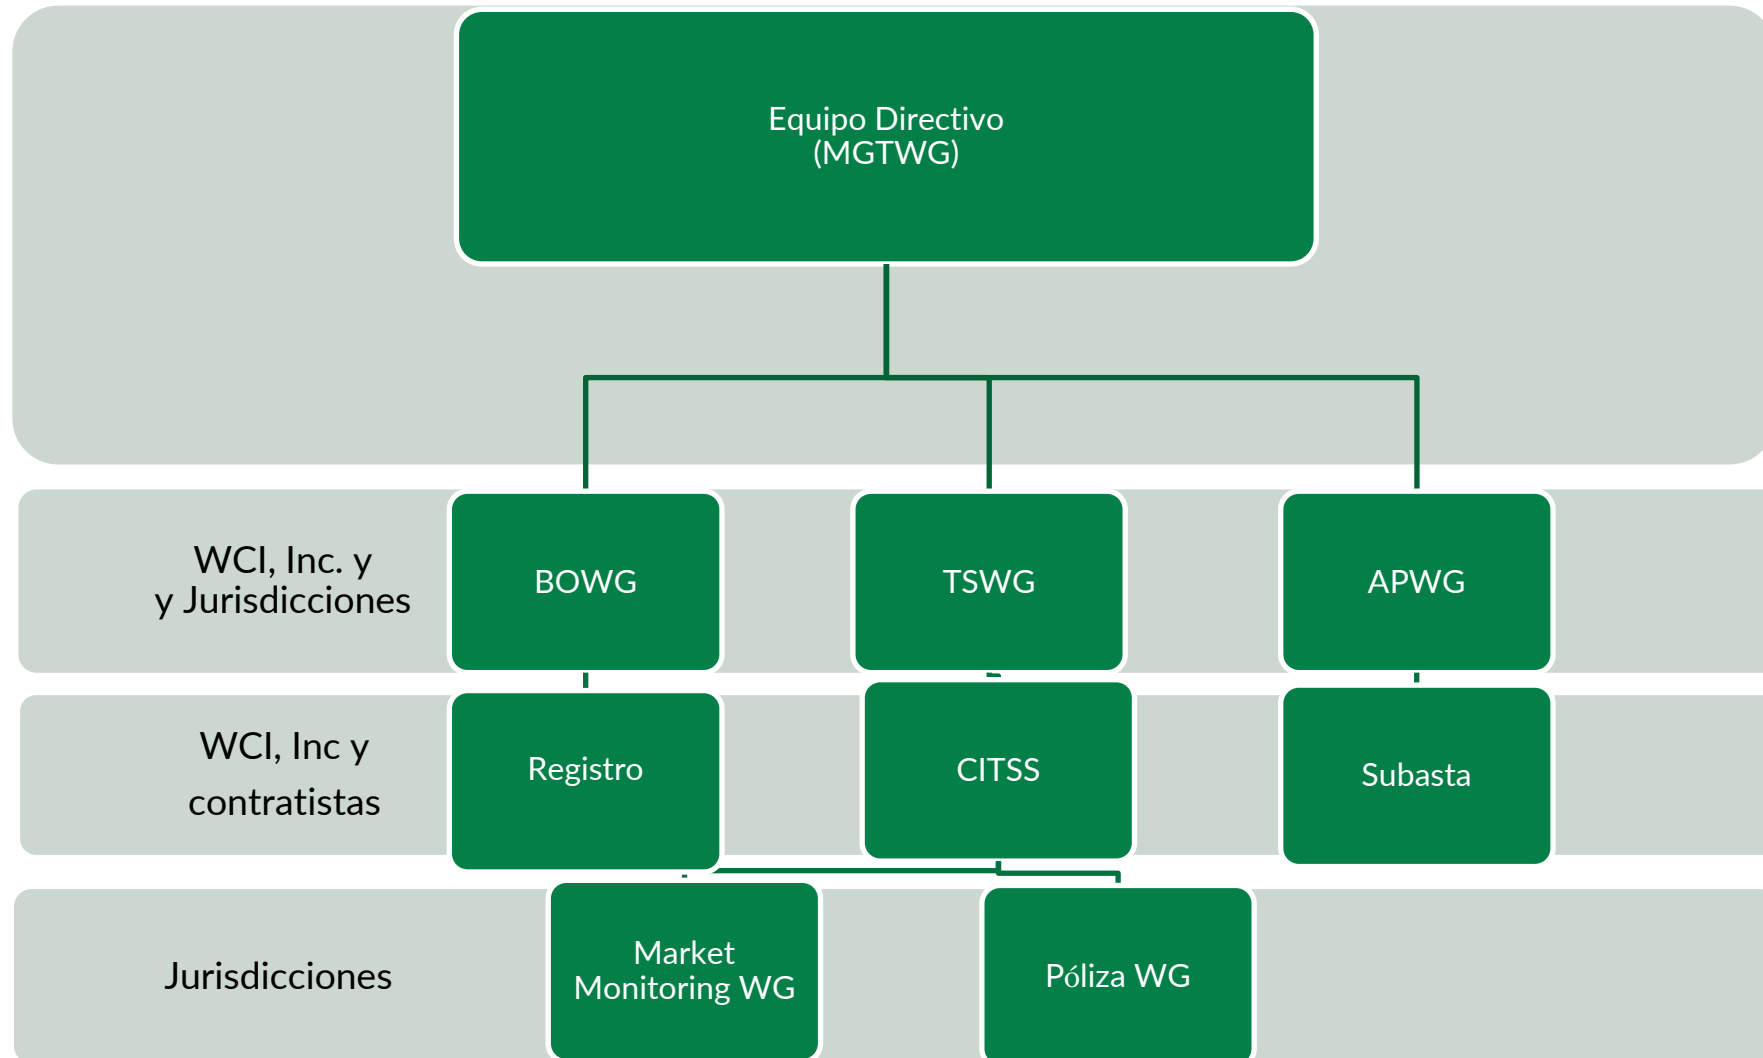 Equipo Directivo
(MGTWG)
WCI, Inc. y
y Jurisdicciones
BOWG
TSWG
APWG
WCI, Inc y
contratistas
Registro
CITSS
Subasta
Jurisdicciones
Market
Monitoring WG
Póliza WG